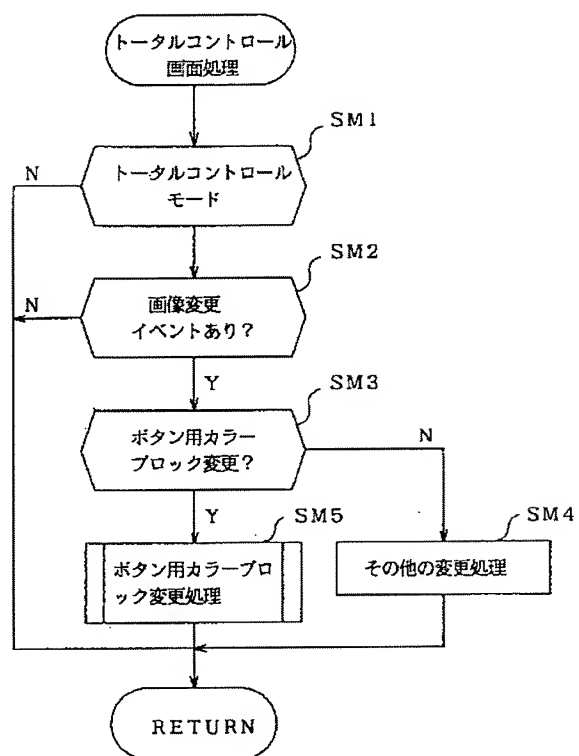 トータルコントロール
画面処理
SM1
N
トータルコントロール
モード
SM2
N
画像変更
イベントあり？
Y
SM3
ボタン用カラー
ブロック変更？
N
Y
SM5
SM4
ボタン用カラーブロ
ック変更処理
その他の変更処理
RETURN